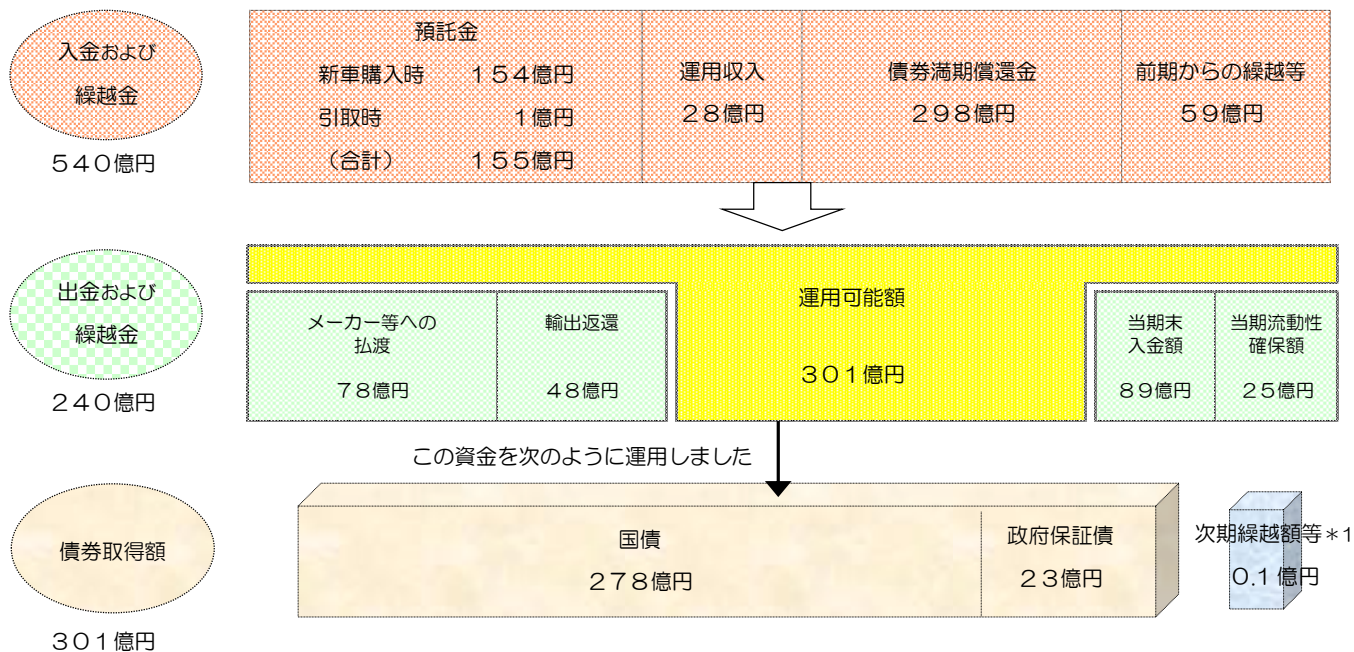 入金および
繰越金
540億円
預託金
新車購入時 154億円
引取時 1億円
(合計) 155億円
運用収入
28億円
債券満期償還金
298億円
前期からの繰越等
59億円
出金および
繰越金
240億円
メーカー等への
払渡
78億円
輸出返還
48億円
運用可能額
301億円
当期末
入金額
89億円
当期流動性
確保額
25億円
この資金を次のように運用しました
債券取得額
301億円
国債
278億円
政府保証債
23億円
次期繰越額等*1
0.1億円